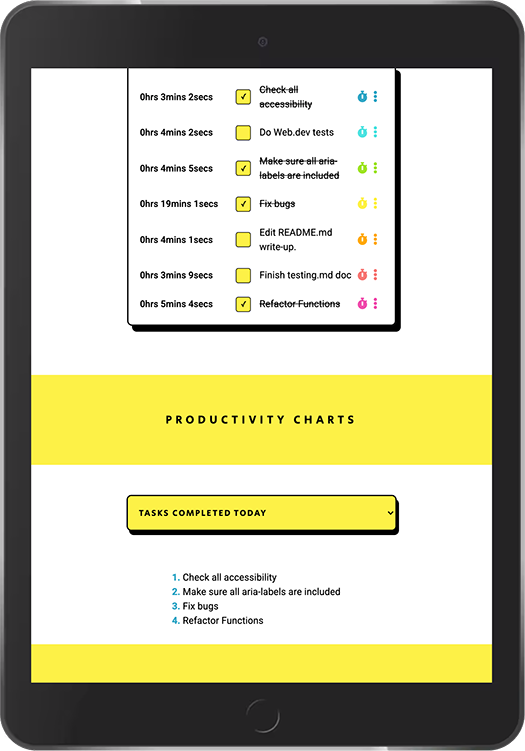 0hrs 3mins 2secs Check all
accessibility
0hrs 4mins 2secs Do Web.dev tests
0hrs 4mins 5secs Make sure all aria-
labels are included
0hrs 19mins 1secs Fix bugs
0hrs 4mins 1secs Edit README.md
write-up.
0hrs 3mins 9secs Finish testing.md doc
0hrs 5mins 4secs Refactor Functions
PRODUCTIVITY CHARTS
TASKS COMPLETED TODAY
1. Check all accessibility
2. Make sure all aria-labels are included
3. Fix bugs
4. Refactor Functions